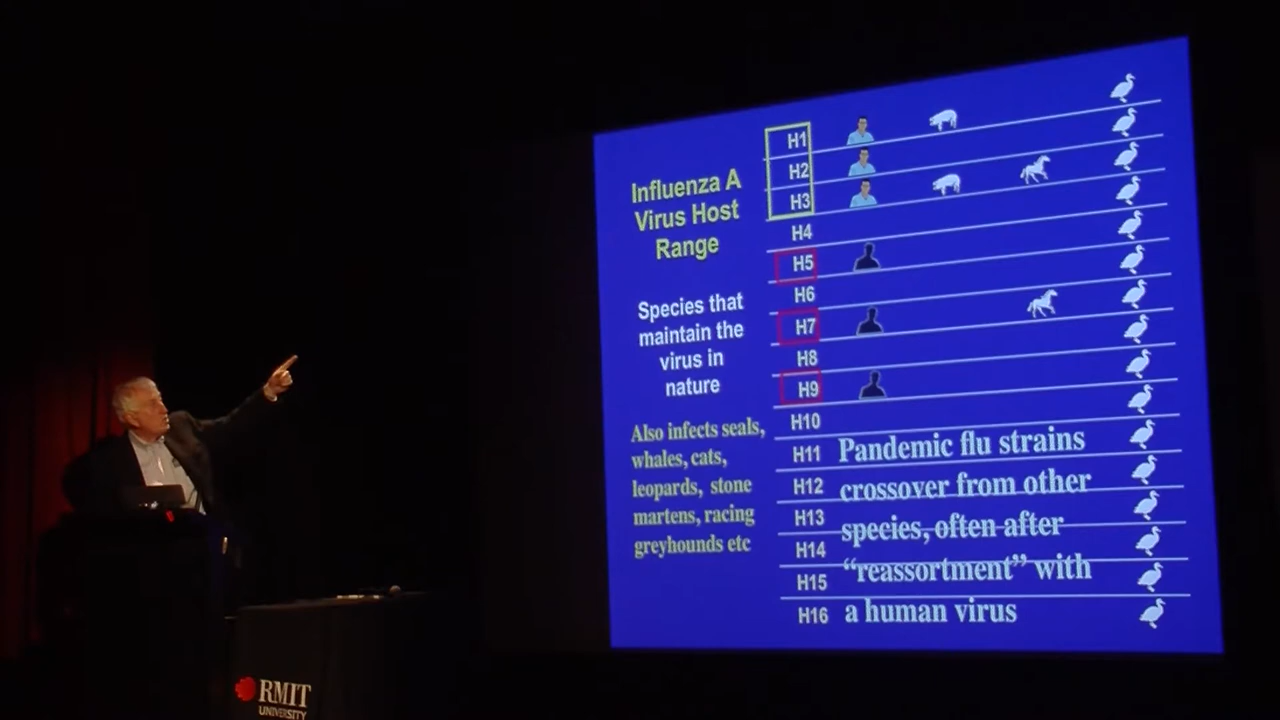 Influenza A
Virus Host
Range
Species that
maintain the
virus in
nature
Also infects seals,
whales, cats,
leopards, stone
martens, racing
greyhounds etc
H1
H2
H3
H4
H5
H6
H7
H8
H9
H10
H11
H12
H13
H14
H15
H16
Pandemic flu strains
crossover from other
species, often after
“reassortment” with
a human virus
RMIT
UNIVERSITY